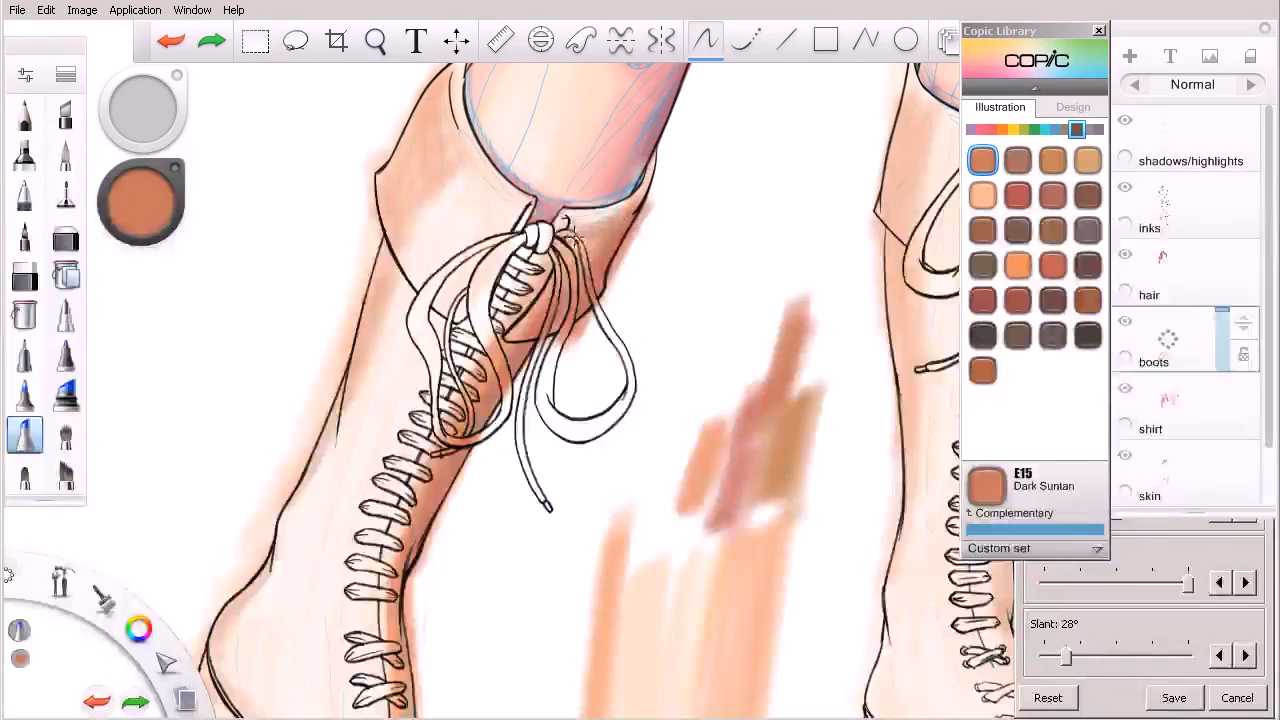 File Edit Image Application Window Help
T
Copic Library
COPIC
Illustration Design
T
Normal
shadows/highlights
inks
hair
boots
shirt
skin
E15
Dark Suntan
Complementary
Custom set
Slant: 28°
Reset Save Cancel